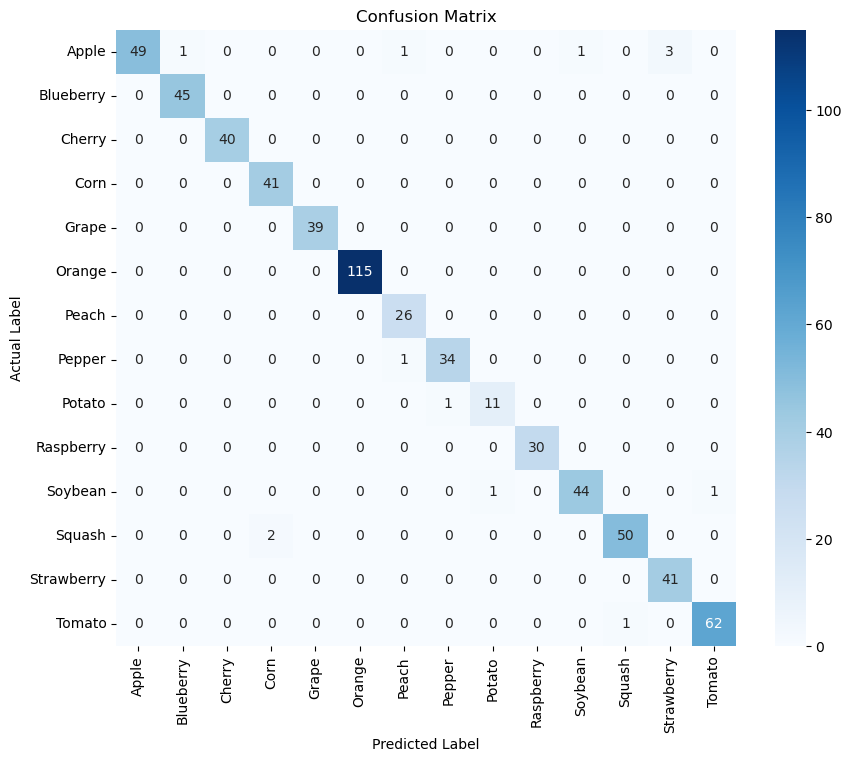 Confusion Matrix
Apple 49 1 0 0 0 0 1 0 0 0 1 0 3 0
Blueberry 0 45 0 0 0 0 0 0 0 0 0 0 0 0
Cherry 0 0 40 0 0 0 0 0 0 0 0 0 0 0
Corn 0 0 0 41 0 0 0 0 0 0 0 0 0 0
Grape 0 0 0 0 39 0 0 0 0 0 0 0 0 0
Orange 0 0 0 0 0 115 0 0 0 0 0 0 0 0
Peach 0 0 0 0 0 0 26 0 0 0 0 0 0 0
Pepper 0 0 0 0 0 0 1 34 0 0 0 0 0 0
Potato 0 0 0 0 0 0 0 1 11 0 0 0 0 0
Raspberry 0 0 0 0 0 0 0 0 0 30 0 0 0 0
Soybean 0 0 0 0 0 0 0 0 1 0 44 0 0 1
Squash 0 0 0 2 0 0 0 0 0 0 0 50 0 0
Strawberry 0 0 0 0 0 0 0 0 0 0 0 0 41 0
Tomato 0 0 0 0 0 0 0 0 0 0 0 1 0 62
Actual Label
Apple Blueberry Cherry Corn Grape Orange Peach Pepper Potato Raspberry Soybean Squash Strawberry Tomato
Predicted Label
100
80
60
40
20
0